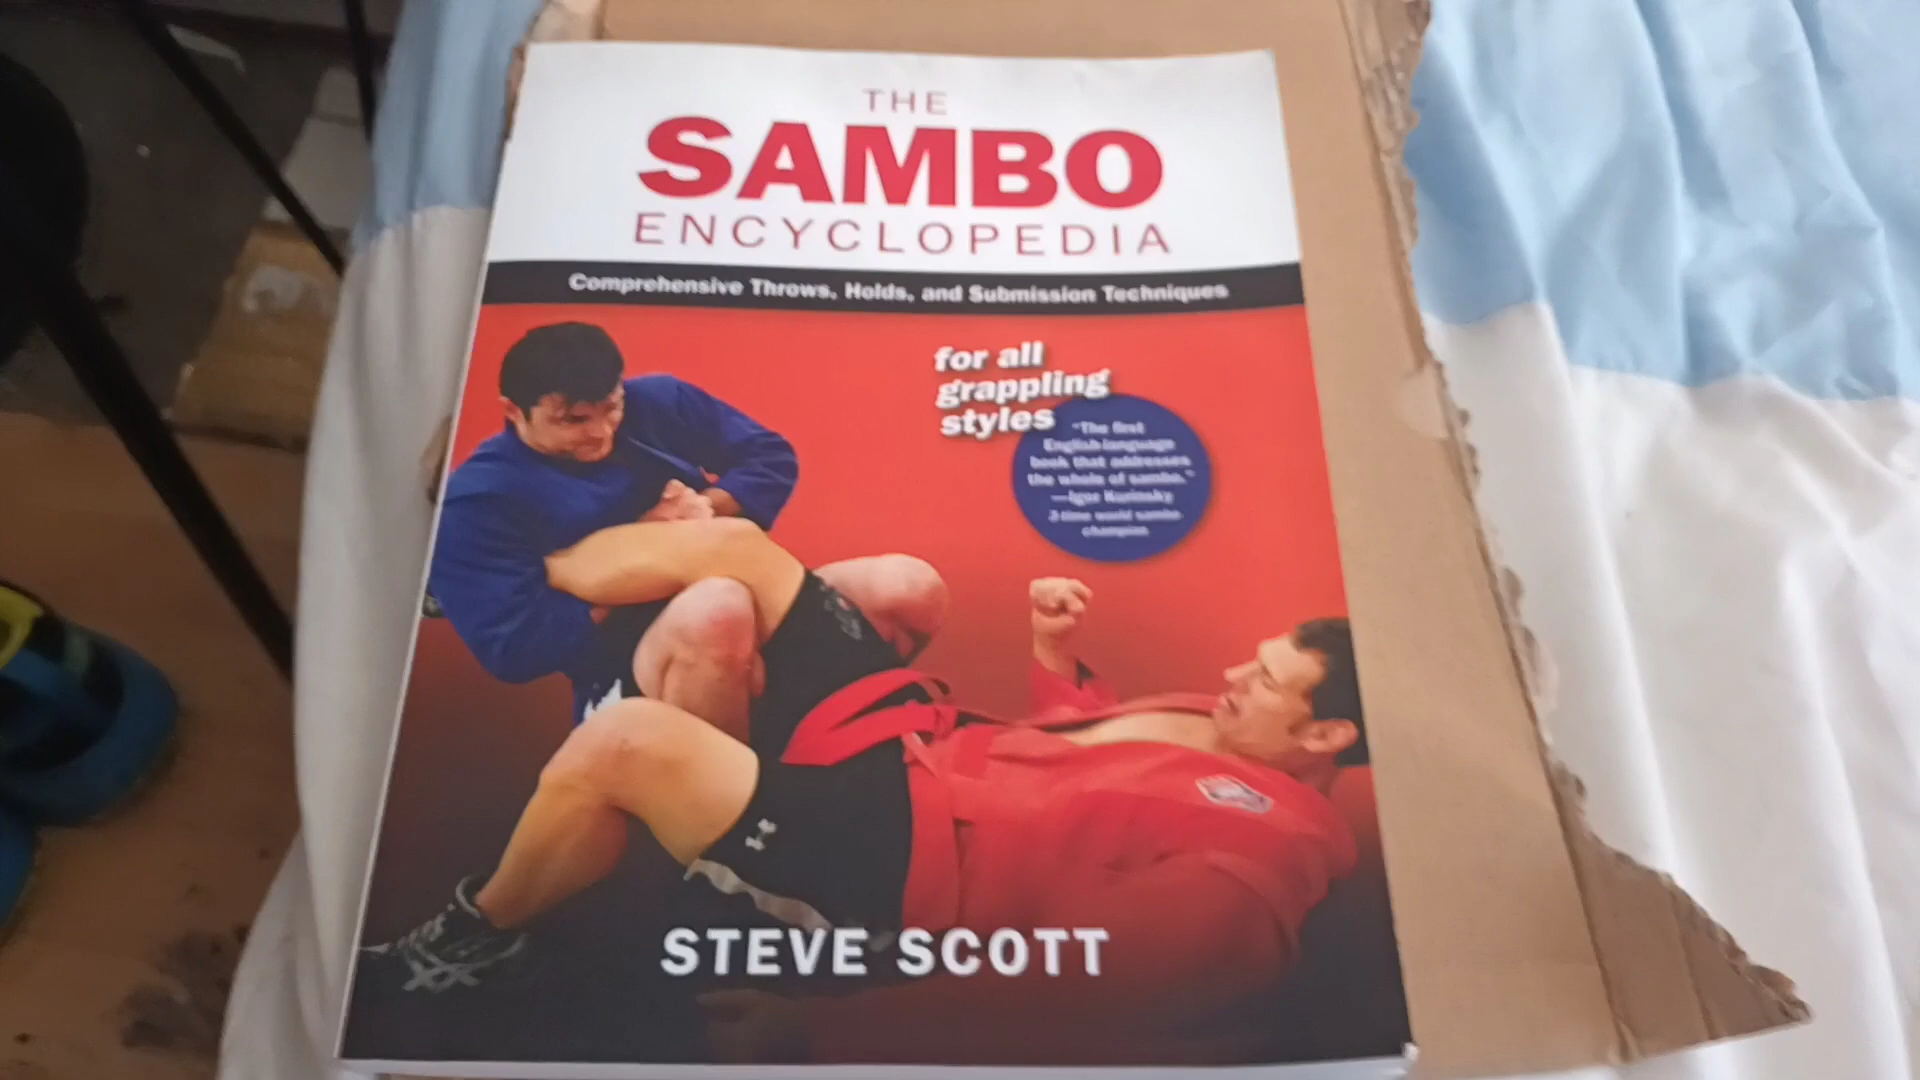 THE
SAMBO
ENCYCLOPEDIA
Comprehensive Throws, Holds, and Submission Techniques
for all
grappling
styles
"The first
English-language
book that addresses
the whole of sambo."
—Igor Kurinsky
3-time world sambo
champion
STEVE SCOTT